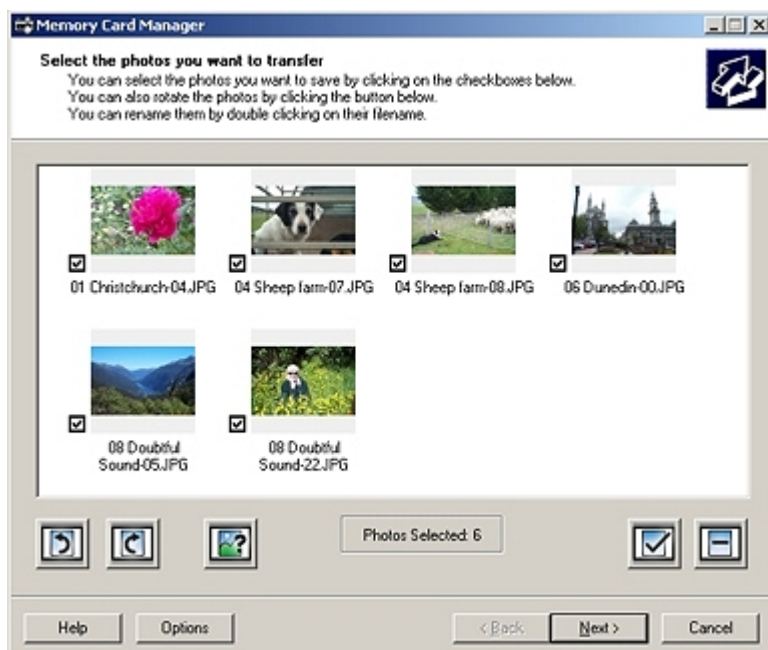 Memory Card Manager
Select the photos you want to transfer
You can select the photos you want to save by clicking on the checkboxes below.
You can also rotate the photos by clicking the button below.
You can rename them by double clicking on their filename.
01 Christchurch-04.JPG
04 Sheep farm-07.JPG
04 Sheep farm-08.JPG
06 Dunedin-00.JPG
08 Doubtful
Sound-05.JPG
08 Doubtful
Sound-22.JPG
?
Photos Selected: 6
Help
Options
< Back
Next >
Cancel